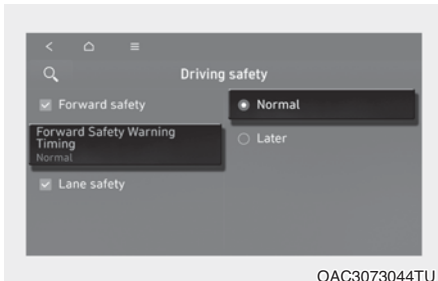 Driving safety
Forward safety
Forward Safety Warning
Timing
Normal
Lane safety
Normal
Later
OAC3073044TU